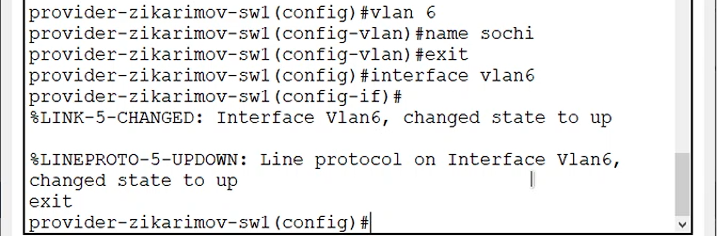 provider-zikarimov-sw1(config)#vlan 6
provider-zikarimov-sw1(config-vlan)#name sochi
provider-zikarimov-sw1(config-vlan)#exit
provider-zikarimov-sw1(config)#interface vlan6
provider-zikarimov-sw1(config-if)#
%LINK-5-CHANGED: Interface Vlan6, changed state to up
%LINEPROTO-5-UPDOWN: Line protocol on Interface Vlan6,
changed state to up
exit
provider-zikarimov-sw1(config)#